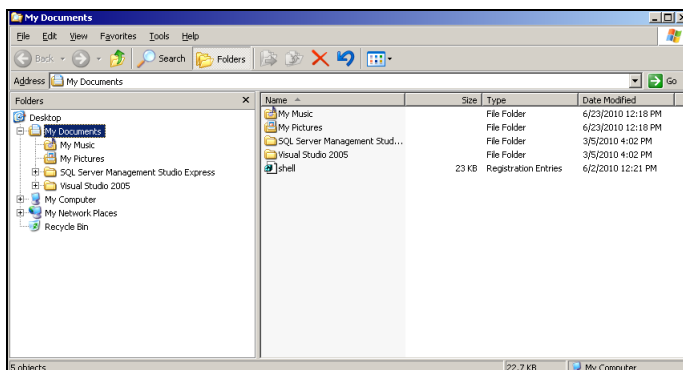 My Documents
File Edit View Favorites Tools Help
Back Search Folders
Address My Documents Go
Folders Name Size Type Date Modified
Desktop
My Documents
My Music
My Pictures
SQL Server Management Studio Express
Visual Studio 2005
My Computer
My Network Places
Recycle Bin
My Music File Folder 6/23/2010 12:18 PM
My Pictures File Folder 6/23/2010 12:18 PM
SQL Server Management Stud... File Folder 3/5/2010 4:02 PM
Visual Studio 2005 File Folder 3/5/2010 4:02 PM
shell 23 KB Registration Entries 6/2/2010 12:21 PM
5 objects 22.7 KB My Computer